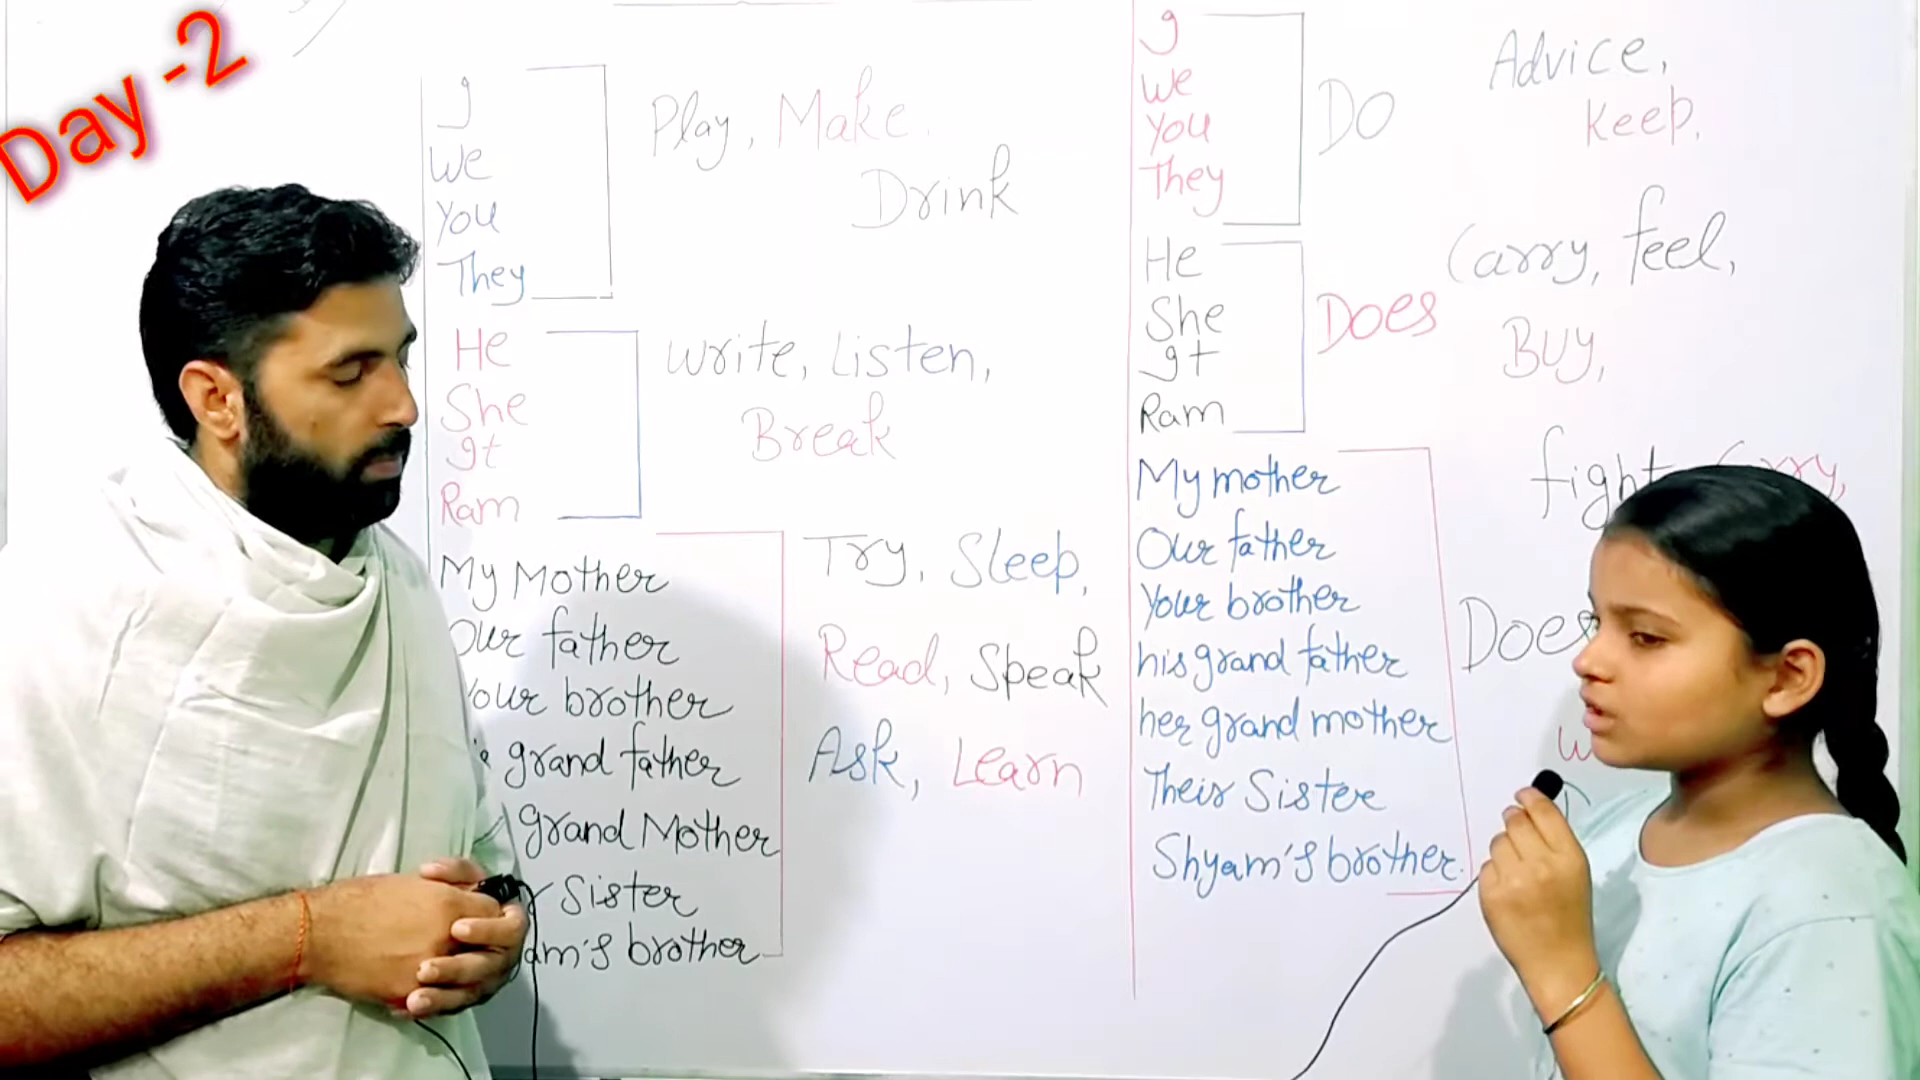 Day -2
I
We
You
They
Play, Make,
Drink
He
She
It
Ram
Write, Listen,
Break
My Mother
Our father
Your brother
grand father
grand Mother
Sister
am's brother
Try, Sleep,
Read, Speak
Ask, Learn
I
We
You
They
DO
Advice,
Keep,
He
She
It
Ram
Does
Carry, feel,
Buy,
My mother
Our father
Your brother
his grand father
her grand mother
Their Sister
Shyam's brother.
Does
fight